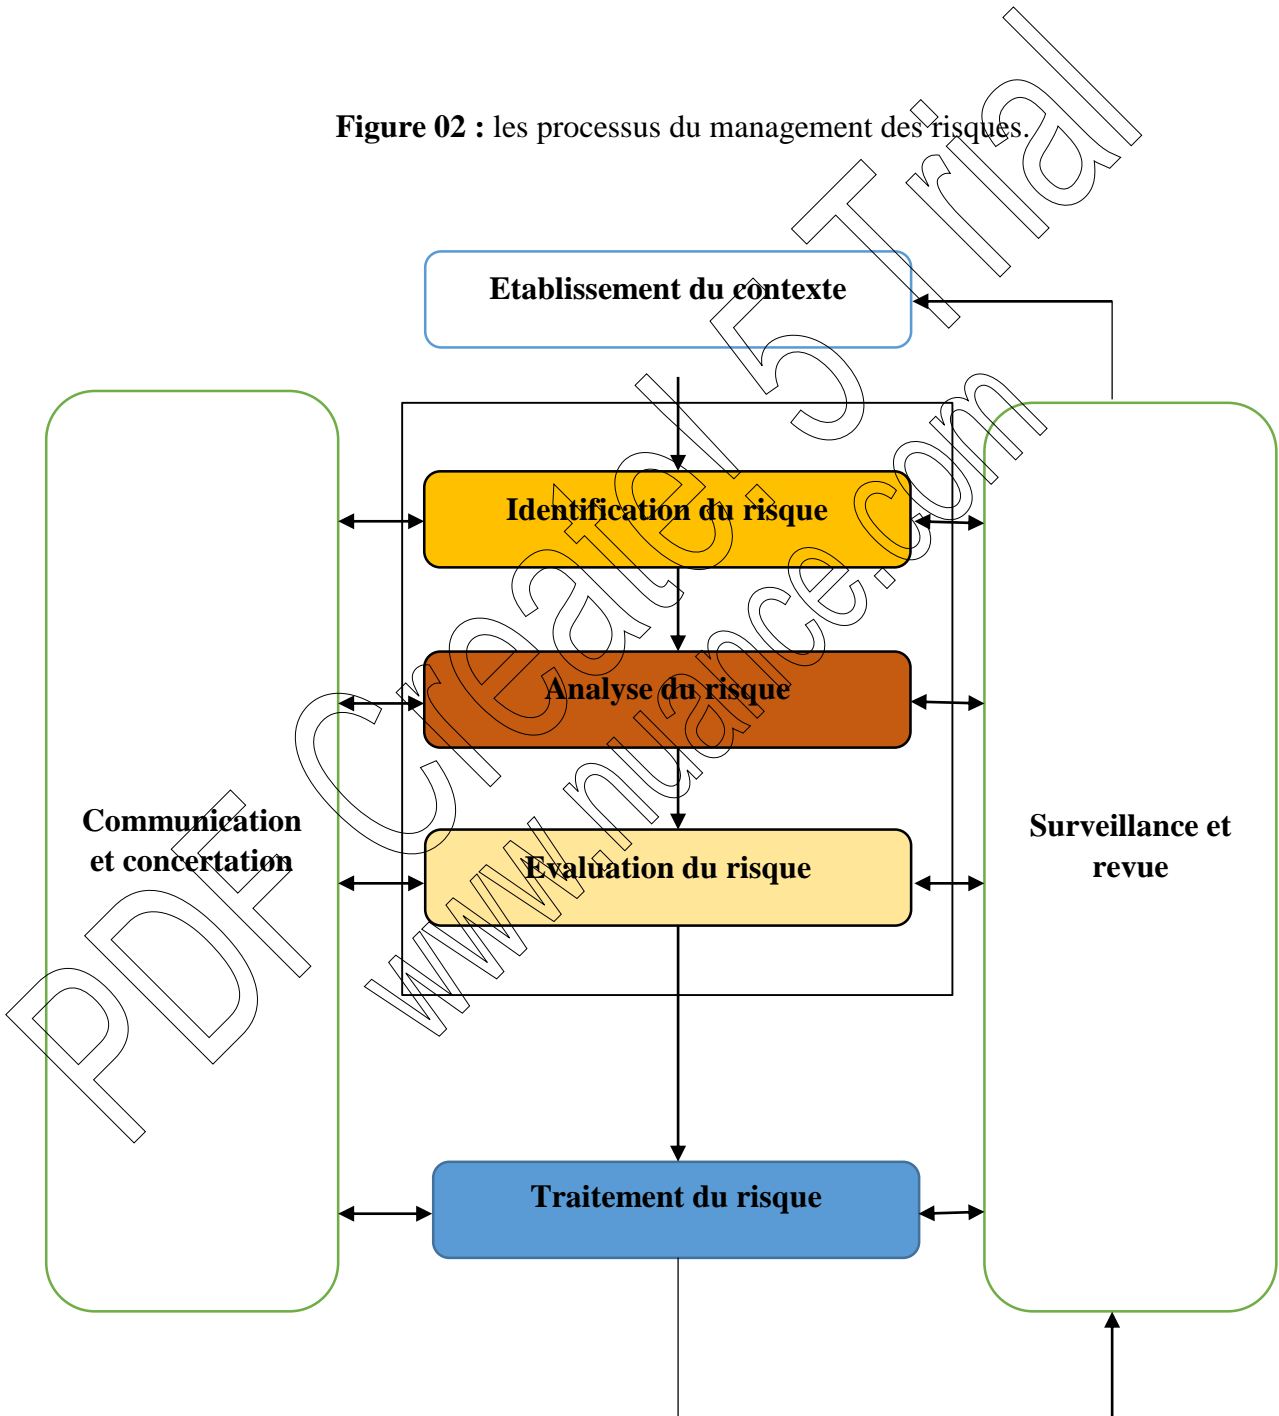 Figure 02 : les processus du management des risques.
Etablissement du contexte
Identification du risque
Analyse du risque
Communication
et concertation
Evaluation du risque
Surveillance et
revue
Traitement du risque
PDF Create! 5 Trial
www.nuance.com